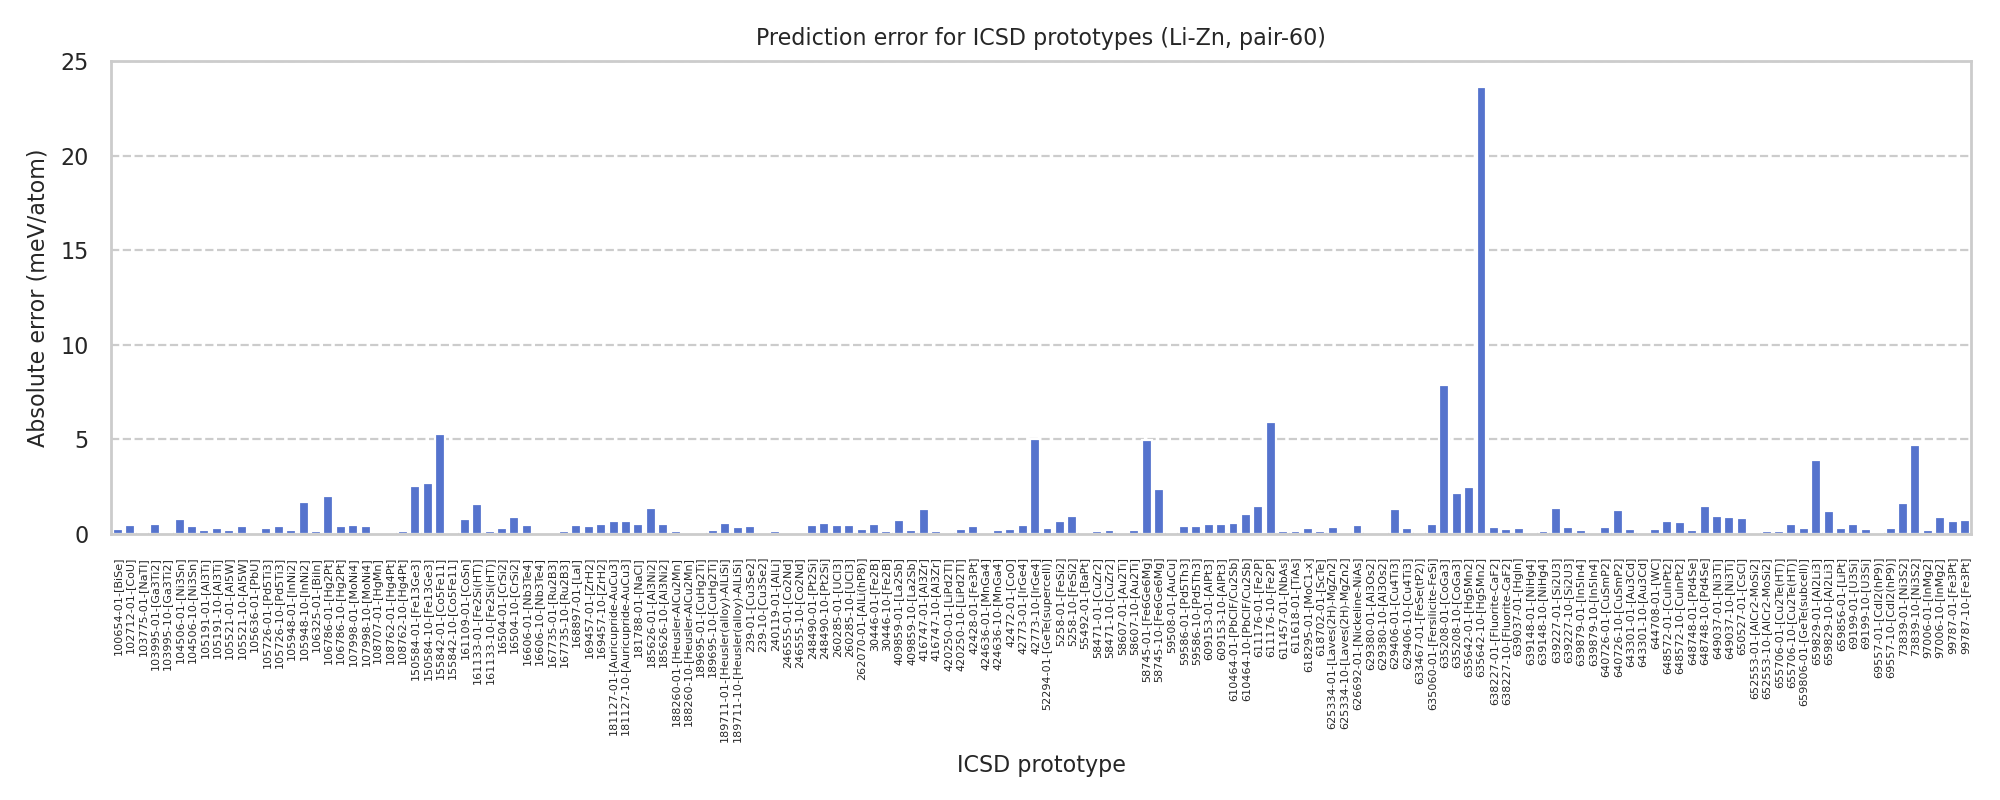 Prediction error for ICSD prototypes (Li-Zn, pair-60)
Absolute error (meV/atom)
25
20
15
10
5
0
100654-01-[BiSe]
102712-01-[CoU]
103775-01-[NaTl]
103995-01-[Ga3Ti2]
103995-10-[Ga3Ti2]
104506-01-[Ni3Sn]
104506-10-[Ni3Sn]
105191-01-[Al3Ti]
105191-10-[Al3Ti]
105521-01-[Al5W]
105521-10-[Al5W]
105636-01-[PbU]
105726-01-[Pd5Ti3]
105726-10-[Pd5Ti3]
105948-01-[InNi2]
105948-10-[InNi2]
106325-01-[BiIn]
106786-01-[Hg2Pt]
106786-10-[Hg2Pt]
107998-01-[MoNi4]
107998-10-[MoNi4]
108707-01-[HgMn]
108762-01-[Hg4Pt]
108762-10-[Hg4Pt]
150584-01-[Fe13Ge3]
150584-10-[Fe13Ge3]
155842-01-[Co5Fe11]
155842-10-[Co5Fe11]
161109-01-[CoSn]
161133-01-[Fe2Si(HT)]
161133-10-[Fe2Si(HT)]
16504-01-[CrSi2]
16504-10-[CrSi2]
16606-01-[Nb3Te4]
16606-10-[Nb3Te4]
167735-01-[Ru2B3]
167735-10-[Ru2B3]
168897-01-[LaI]
169457-01-[ZrH2]
169457-10-[ZrH2]
181127-01-[Auricupride-AuCu3]
181127-10-[Auricupride-AuCu3]
181788-01-[NaCl]
185626-01-[Al3Ni2]
185626-10-[Al3Ni2]
188260-01-[Heusler-AlCu2Mn]
188260-10-[Heusler-AlCu2Mn]
189695-01-[CuHg2Ti]
189695-10-[CuHg2Ti]
189711-01-[Heusler(alloy)-AlLiSi]
189711-10-[Heusler(alloy)-AlLiSi]
239-01-[Cu3Se2]
239-10-[Cu3Se2]
240119-01-[AlLi]
246555-01-[Co2Nd]
246555-10-[Co2Nd]
248490-01-[Pt2Si]
248490-10-[Pt2Si]
260285-01-[UCl3]
260285-10-[UCl3]
262070-01-[AlLi(hP8)]
30446-01-[Fe2B]
30446-10-[Fe2B]
409859-01-[La2Sb]
409859-10-[La2Sb]
416747-01-[Al3Zr]
416747-10-[Al3Zr]
420250-01-[LiPd2Tl]
420250-10-[LiPd2Tl]
42428-01-[Fe3Pt]
424636-01-[MnGa4]
424636-10-[MnGa4]
42472-01-[CoO]
42773-01-[IrGe4]
42773-10-[IrGe4]
52294-01-[GeTe(supercell)]
5258-01-[FeSi2]
5258-10-[FeSi2]
55492-01-[BaPt]
58471-01-[CuZr2]
58471-10-[CuZr2]
58607-01-[Au2Ti]
58607-10-[Au2Ti]
58745-01-[Fe6Ge6Mg]
58745-10-[Fe6Ge6Mg]
59508-01-[AuCu]
59586-01-[Pd5Th3]
59586-10-[Pd5Th3]
609153-01-[AlPt3]
609153-10-[AlPt3]
610464-01-[PbClF/Cu2Sb]
610464-10-[PbClF/Cu2Sb]
611176-01-[Fe2P]
611176-10-[Fe2P]
611457-01-[NbAs]
611618-01-[TiAs]
618295-01-[MoC1-x]
618702-01-[ScTe]
625334-01-[Laves(2H)-MgZn2]
625334-10-[Laves(2H)-MgZn2]
626692-01-[Nickeline-NiAs]
629380-01-[Al3Os2]
629380-10-[Al3Os2]
629406-01-[Cu4Ti3]
629406-10-[Cu4Ti3]
633467-01-[FeSe(tP2)]
635060-01-[Fersilicite-FeSi]
635208-01-[CoGa3]
635208-10-[CoGa3]
635642-01-[Hg5Mn2]
635642-10-[Hg5Mn2]
638227-01-[Fluorite-CaF2]
638227-10-[Fluorite-CaF2]
639037-01-[HgIn]
639148-01-[NiHg4]
639148-10-[NiHg4]
639227-01-[Si2U3]
639227-10-[Si2U3]
639879-01-[In5In4]
639879-10-[In5In4]
640726-01-[CuSmP2]
640726-10-[CuSmP2]
643301-01-[Au3Cd]
643301-10-[Au3Cd]
644708-01-[WC]
648572-01-[CuInPt2]
648572-10-[CuInPt2]
648748-01-[Pd4Se]
648748-10-[Pd4Se]
649037-01-[Ni3Ti]
649037-10-[Ni3Ti]
650527-01-[CsCl]
652553-01-[AlCr2-MoSi2]
652553-10-[AlCr2-MoSi2]
655706-01-[Cu2Te(HT)]
655706-10-[Cu2Te(HT)]
659806-01-[GeTe(subcell)]
659829-01-[Al2Li3]
659829-10-[Al2Li3]
659856-01-[LiPt]
69199-01-[U3Si]
69199-10-[U3Si]
69557-01-[CdI2(hP9)]
69557-10-[CdI2(hP9)]
73839-01-[Ni3S2]
73839-10-[Ni3S2]
97006-01-[InMg2]
97006-10-[InMg2]
99787-01-[Fe3Pt]
99787-10-[Fe3Pt]
ICSD prototype